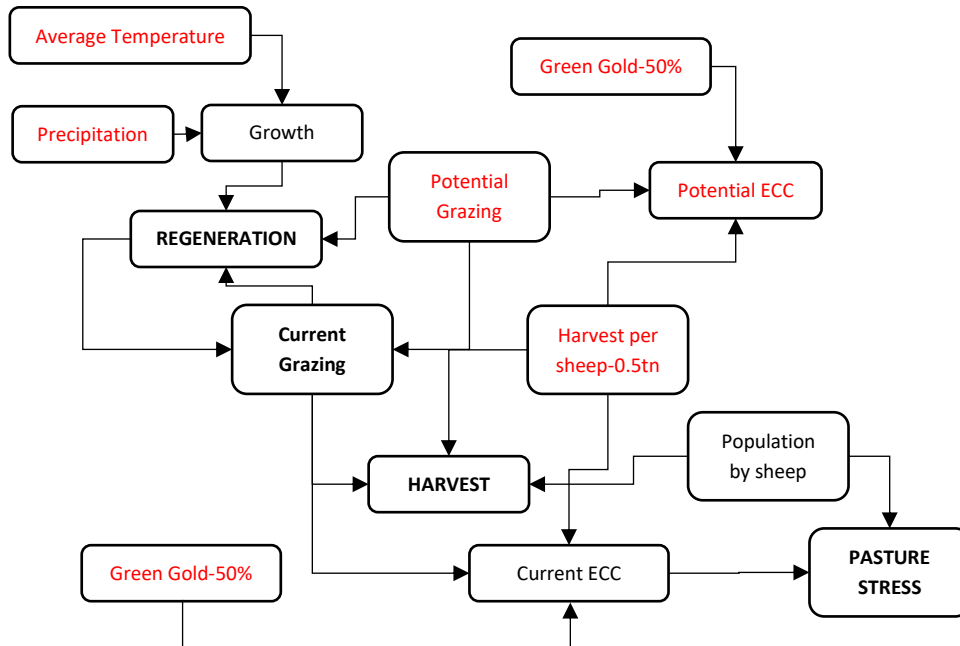 Average Temperature
Green Gold-50%
Precipitation
Growth
Potential
Grazing
Potential ECC
REGENERATION
Current
Grazing
Harvest per
sheep-0.5tn
Population
by sheep
HARVEST
Green Gold-50%
Current ECC
PASTURE
STRESS